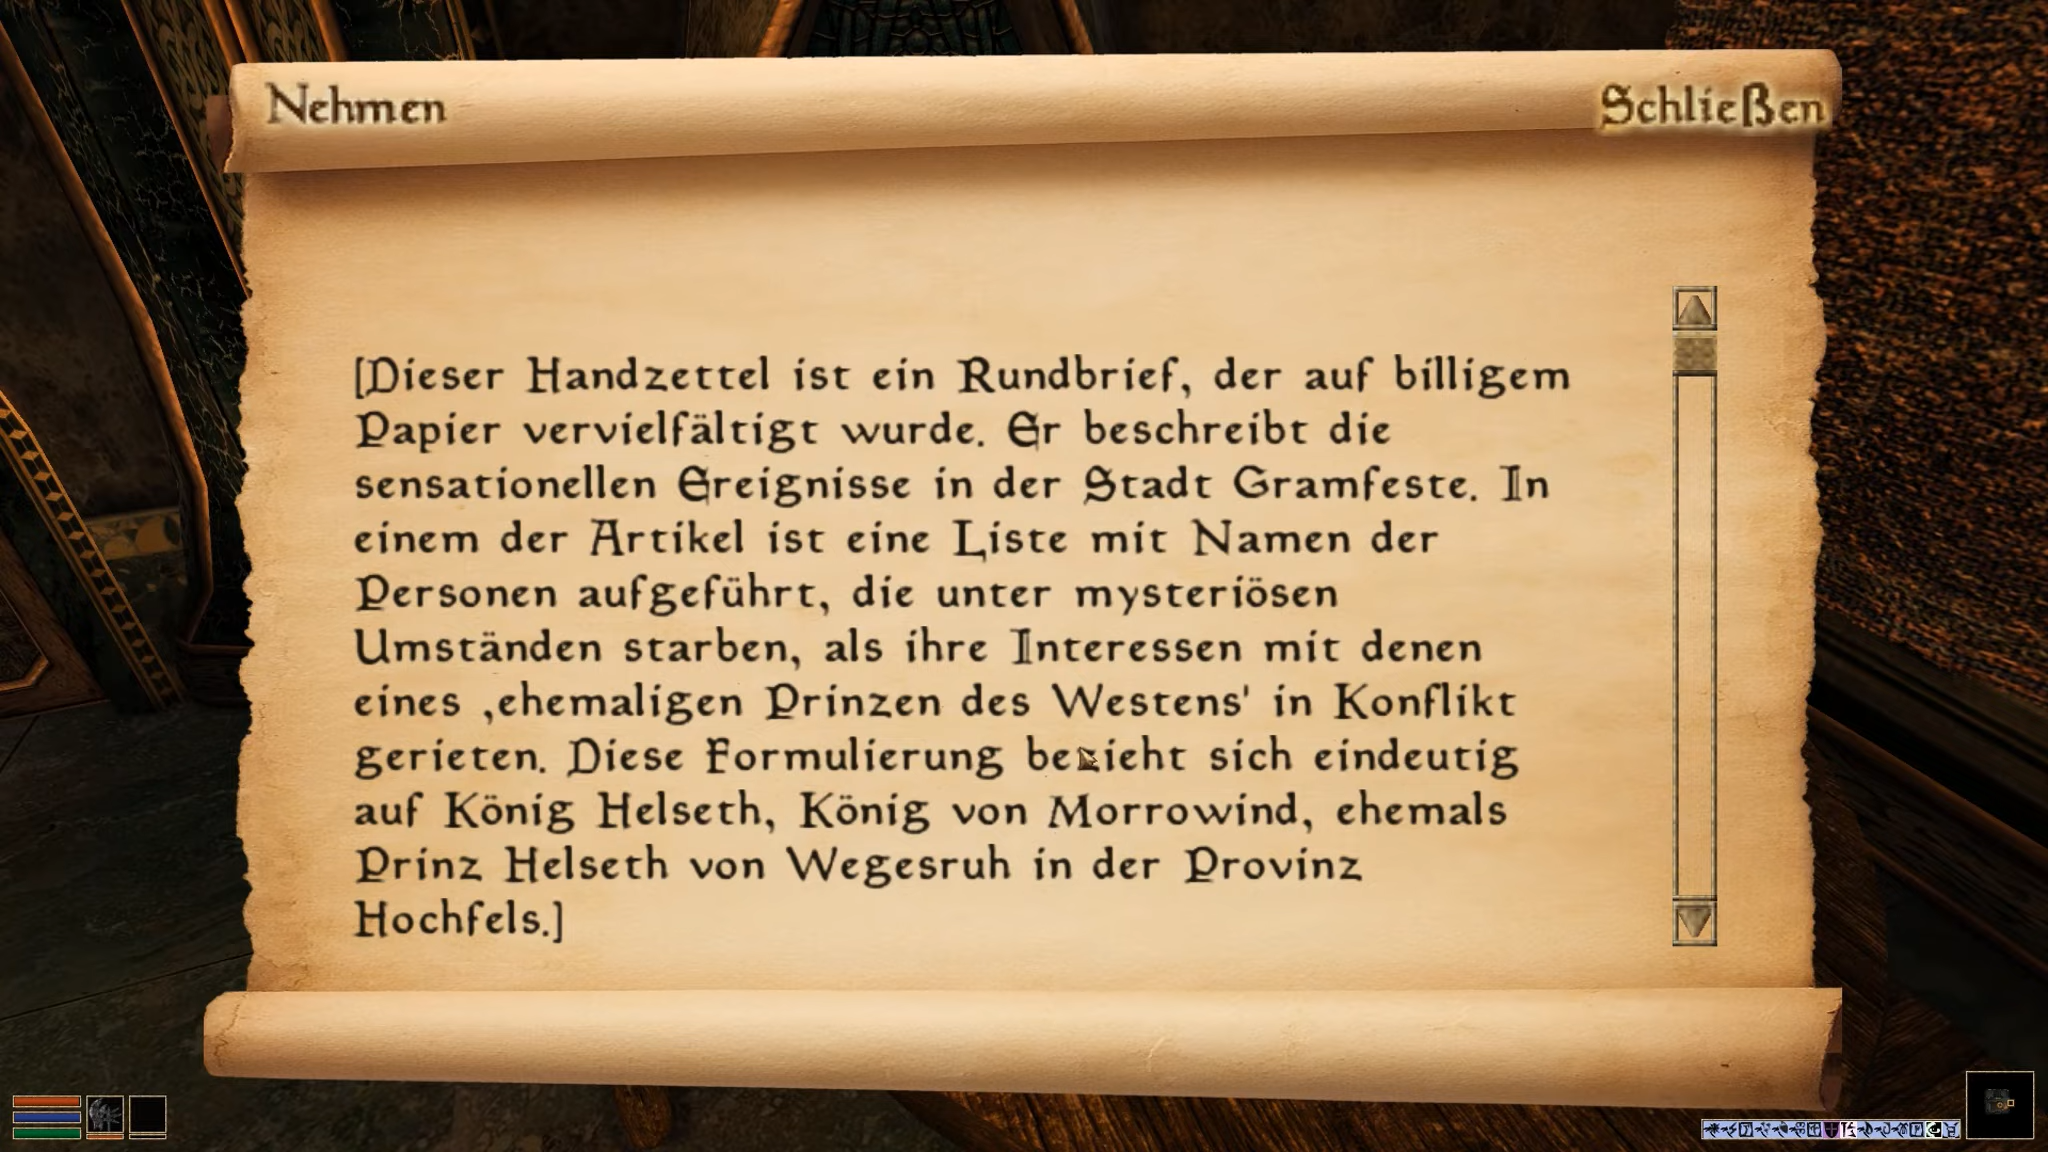 Nehmen
Schließen
[Dieser Handzettel ist ein Rundbrief, der auf billigem
Papier vervielfältigt wurde. Er beschreibt die
sensationellen Ereignisse in der Stadt Gramfeste. In
einem der Artikel ist eine Liste mit Namen der
Personen aufgeführt, die unter mysteriösen
Umständen starben, als ihre Interessen mit denen
eines ‚ehemaligen Prinzen des Westens' in Konflikt
gerieten. Diese Formulierung bezieht sich eindeutig
auf König Helseth, König von Morrowind, ehemals
Prinz Helseth von Wegesruh in der Provinz
Hochfels.]